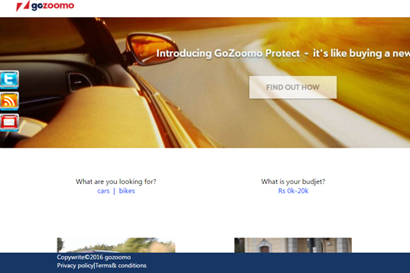 gozoomo
Introducing GoZoomo Protect - it's like buying a new
FIND OUT HOW
What are you looking for?
cars | bikes
What is your budjet?
Rs 0k-20k
Copywrite©2016 gozoomo
Privacy policy|Terms& conditions